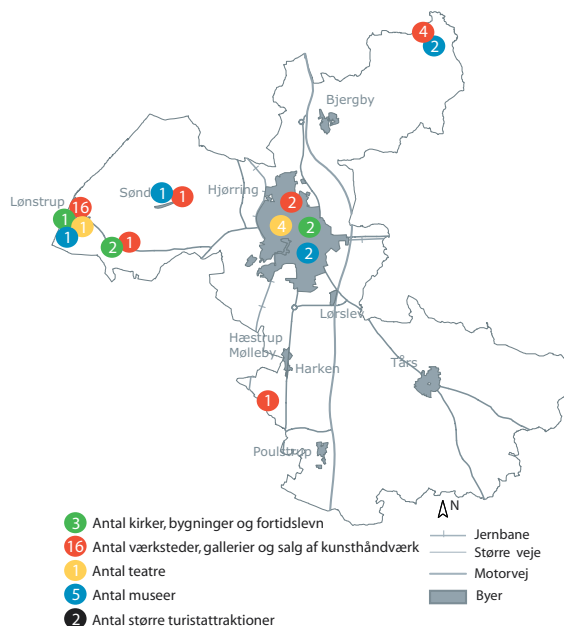 4
2
Bjergby
Lønstrup
Sønd
1
1
Hjørring
16
1
1
1
2
1
2
4
2
2
Lørslev
Hæstrup
Mølleby
Harken
Tårs
1
Poulstrup
N
3 Antal kirker, bygninger og fortidslevn
16 Antal værksteder, gallerier og salg af kunsthåndværk
1 Antal teatre
5 Antal museer
2 Antal større turistattraktioner
Jernbane
Større veje
Motorvej
Byer